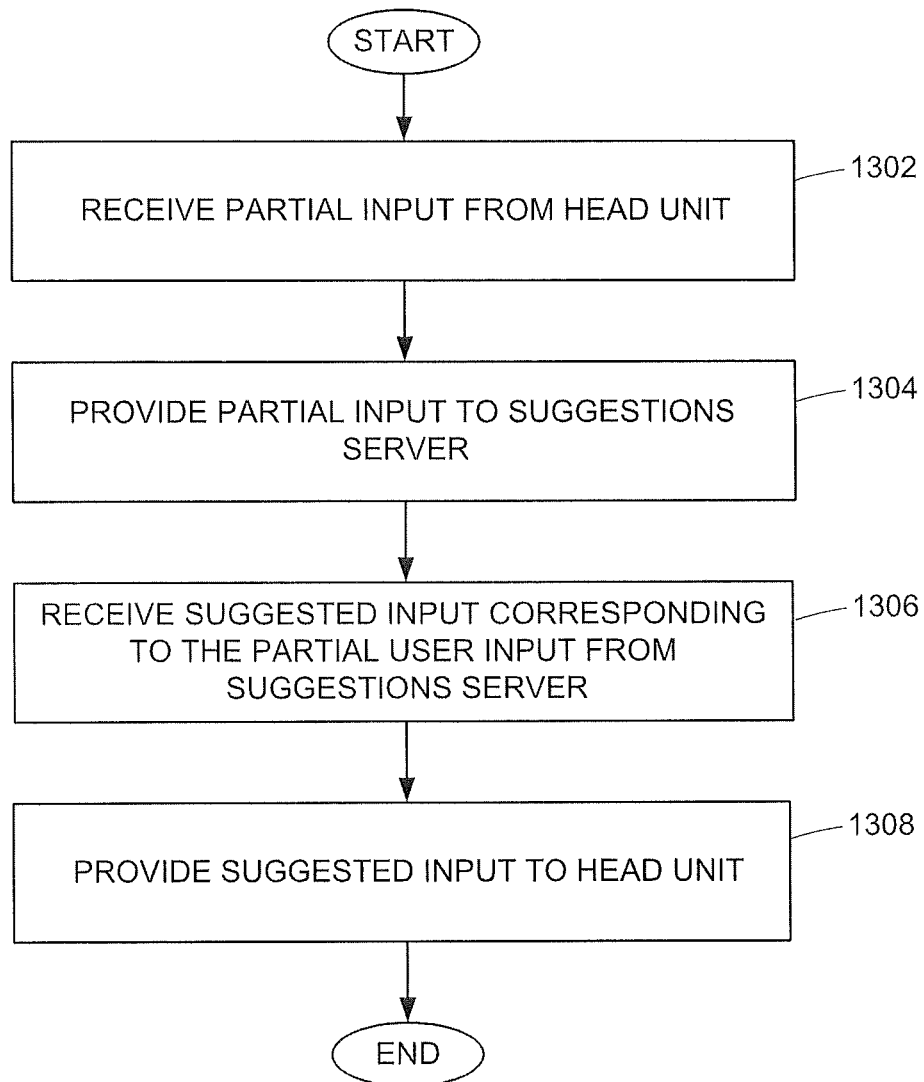 START
1302
RECEIVE PARTIAL INPUT FROM HEAD UNIT
1304
PROVIDE PARTIAL INPUT TO SUGGESTIONS
SERVER
1306
RECEIVE SUGGESTED INPUT CORRESPONDING
TO THE PARTIAL USER INPUT FROM
SUGGESTIONS SERVER
1308
PROVIDE SUGGESTED INPUT TO HEAD UNIT
END